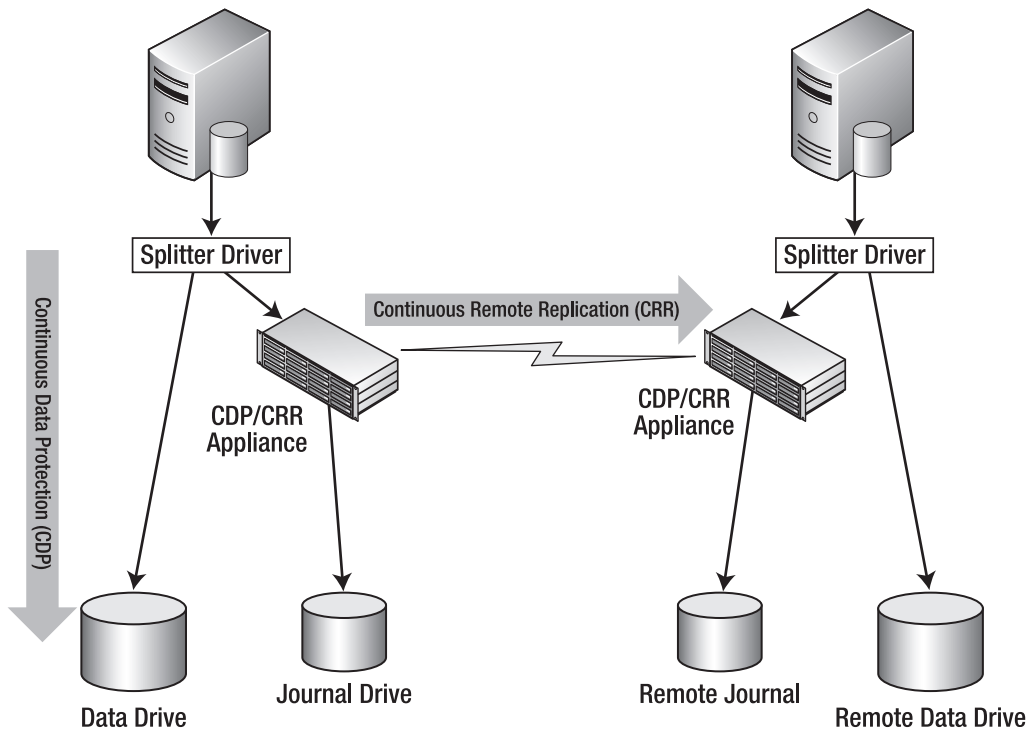 Splitter Driver
Splitter Driver
Continuous Data Protection (CDP)
Continuous Remote Replication (CRR)
CDP/CRR
Appliance
CDP/CRR
Appliance
Data Drive
Journal Drive
Remote Journal
Remote Data Drive